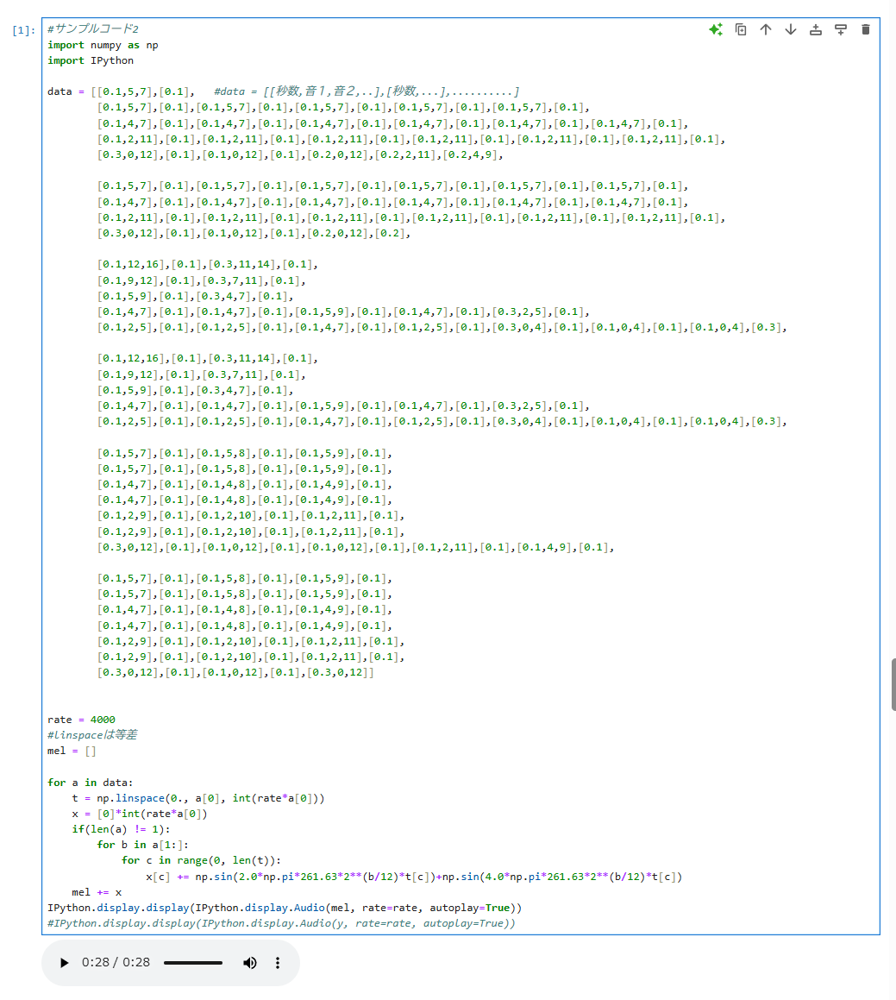 [1]: #サンプルコード2
import numpy as np
import IPython
data = [[0.1,5,7],[0.1],   #data = [[秒数,音１,音２,..],[秒数,...],..........]
[0.1,5,7],[0.1],[0.1,5,7],[0.1],[0.1,5,7],[0.1],[0.1,5,7],[0.1],[0.1,5,7],[0.1],
[0.1,4,7],[0.1],[0.1,4,7],[0.1],[0.1,4,7],[0.1],[0.1,4,7],[0.1],[0.1,4,7],[0.1],[0.1,4,7],[0.1],
[0.1,2,11],[0.1],[0.1,2,11],[0.1],[0.1,2,11],[0.1],[0.1,2,11],[0.1],[0.1,2,11],[0.1],[0.1,2,11],[0.1],
[0.3,0,12],[0.1],[0.1,0,12],[0.1],[0.2,0,12],[0.2,2,11],[0.2,4,9],
[0.1,5,7],[0.1],[0.1,5,7],[0.1],[0.1,5,7],[0.1],[0.1,5,7],[0.1],[0.1,5,7],[0.1],[0.1,5,7],[0.1],
[0.1,4,7],[0.1],[0.1,4,7],[0.1],[0.1,4,7],[0.1],[0.1,4,7],[0.1],[0.1,4,7],[0.1],[0.1,4,7],[0.1],
[0.1,2,11],[0.1],[0.1,2,11],[0.1],[0.1,2,11],[0.1],[0.1,2,11],[0.1],[0.1,2,11],[0.1],[0.1,2,11],[0.1],
[0.3,0,12],[0.1],[0.1,0,12],[0.1],[0.2,0,12],[0.2],
[0.1,12,16],[0.1],[0.3,11,14],[0.1],
[0.1,9,12],[0.1],[0.3,7,11],[0.1],
[0.1,5,9],[0.1],[0.3,4,7],[0.1],
[0.1,4,7],[0.1],[0.1,4,7],[0.1],[0.1,5,9],[0.1],[0.1,4,7],[0.1],[0.3,2,5],[0.1],
[0.1,2,5],[0.1],[0.1,2,5],[0.1],[0.1,4,7],[0.1],[0.1,2,5],[0.1],[0.3,0,4],[0.1],[0.1,0,4],[0.1],[0.1,0,4],[0.3],
[0.1,12,16],[0.1],[0.3,11,14],[0.1],
[0.1,9,12],[0.1],[0.3,7,11],[0.1],
[0.1,5,9],[0.1],[0.3,4,7],[0.1],
[0.1,4,7],[0.1],[0.1,4,7],[0.1],[0.1,5,9],[0.1],[0.1,4,7],[0.1],[0.3,2,5],[0.1],
[0.1,2,5],[0.1],[0.1,2,5],[0.1],[0.1,4,7],[0.1],[0.1,2,5],[0.1],[0.3,0,4],[0.1],[0.1,0,4],[0.1],[0.1,0,4],[0.3],
[0.1,5,7],[0.1],[0.1,5,8],[0.1],[0.1,5,9],[0.1],
[0.1,5,7],[0.1],[0.1,5,8],[0.1],[0.1,5,9],[0.1],
[0.1,4,7],[0.1],[0.1,4,8],[0.1],[0.1,4,9],[0.1],
[0.1,4,7],[0.1],[0.1,4,8],[0.1],[0.1,4,9],[0.1],
[0.1,2,9],[0.1],[0.1,2,10],[0.1],[0.1,2,11],[0.1],
[0.1,2,9],[0.1],[0.1,2,10],[0.1],[0.1,2,11],[0.1],
[0.3,0,12],[0.1],[0.1,0,12],[0.1],[0.1,0,12],[0.1],[0.1,2,11],[0.1],[0.1,4,9],[0.1],
[0.1,5,7],[0.1],[0.1,5,8],[0.1],[0.1,5,9],[0.1],
[0.1,5,7],[0.1],[0.1,5,8],[0.1],[0.1,5,9],[0.1],
[0.1,4,7],[0.1],[0.1,4,8],[0.1],[0.1,4,9],[0.1],
[0.1,4,7],[0.1],[0.1,4,8],[0.1],[0.1,4,9],[0.1],
[0.1,2,9],[0.1],[0.1,2,10],[0.1],[0.1,2,11],[0.1],
[0.1,2,9],[0.1],[0.1,2,10],[0.1],[0.1,2,11],[0.1],
[0.3,0,12],[0.1],[0.1,0,12],[0.1],[0.3,0,12]]
rate = 4000
#linspaceは等差
mel = []
for a in data:
t = np.linspace(0., a[0], int(rate*a[0]))
x = [0]*int(rate*a[0])
if(len(a) != 1):
for b in a[1:]:
for c in range(0, len(t)):
x[c] += np.sin(2.0*np.pi*261.63*2**(b/12)*t[c])+np.sin(4.0*np.pi*261.63*2**(b/12)*t[c])
mel += x
IPython.display.display(IPython.display.Audio(mel, rate=rate, autoplay=True))
#IPython.display.display(IPython.display.Audio(y, rate=rate, autoplay=True))
0:28 / 0:28